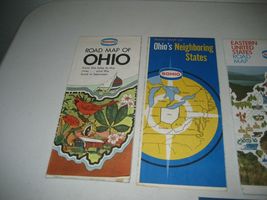 ROAD MAP OF
OHIO
Ohio's Neighboring
States
SOHIO
EASTERN
UNITED
STATES
ROAD
MAP